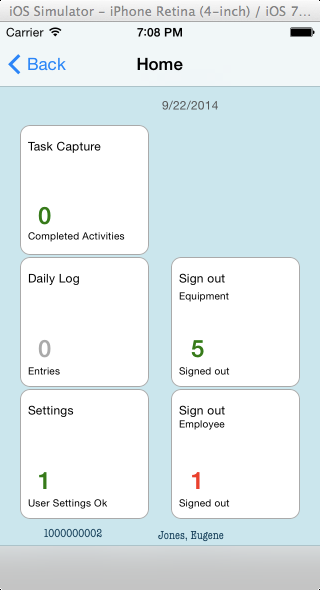 iOS Simulator – iPhone Retina (4-inch) / iOS 7...
Carrier 7:08 PM
Back Home
9/22/2014
Task Capture
0
Completed Activities
Daily Log
0
Entries
Sign out
Equipment
5
Signed out
Settings
1
User Settings Ok
Sign out
Employee
1
Signed out
1000000002 Jones, Eugene